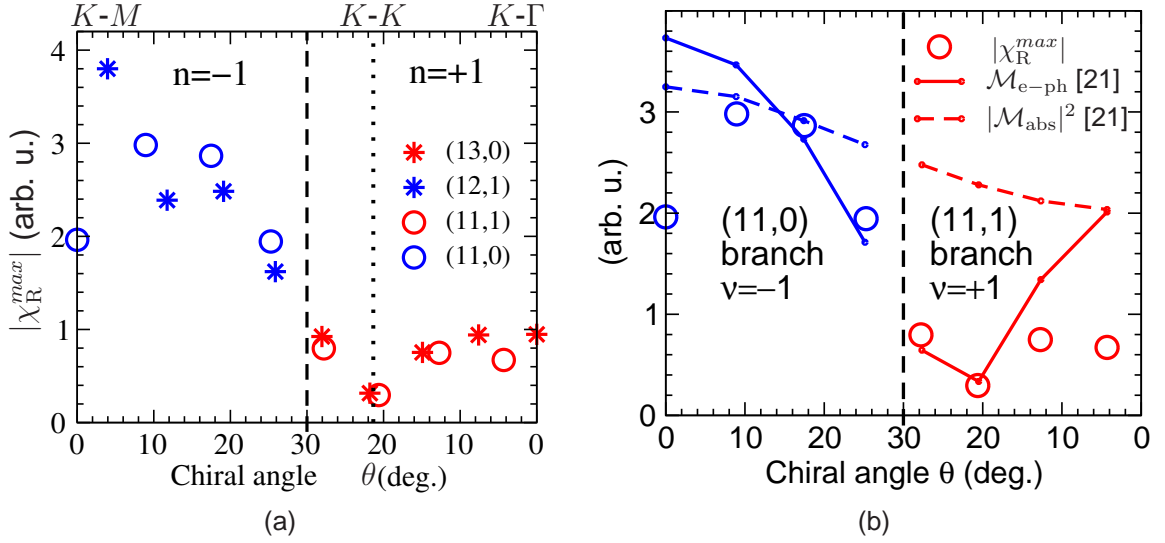 K-M K-K K-Γ
4
3
2
1
0
|χ_R^max| (arb. u.)
n=−1
n=+1
(13,0)
(12,1)
(11,1)
(11,0)
0 10 20 30 20 10 0
Chiral angle θ(deg.)
(a)
3
2
1
0
(arb. u.)
|χ_R^max|
M_e−ph [21]
|M_abs|² [21]
(11,0)
branch
ν=−1
(11,1)
branch
ν=+1
0 10 20 30 20 10 0
Chiral angle θ (deg.)
(b)